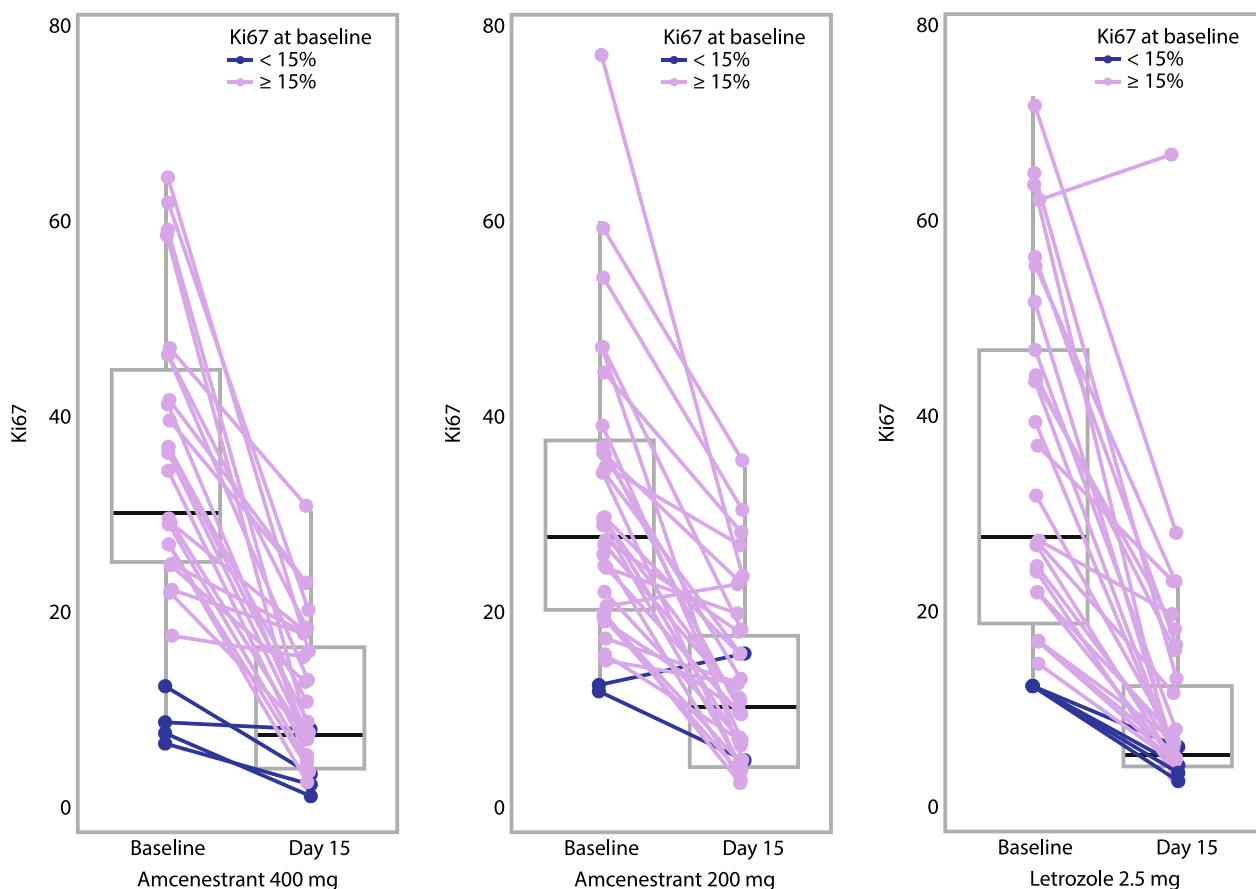 80
60
40
20
0
Ki67
Ki67 at baseline
< 15%
≥ 15%
Baseline
Day 15
Amcenestrant 400 mg
80
60
40
20
0
Ki67
Ki67 at baseline
< 15%
≥ 15%
Baseline
Day 15
Amcenestrant 200 mg
80
60
40
20
0
Ki67
Ki67 at baseline
< 15%
≥ 15%
Baseline
Day 15
Letrozole 2.5 mg